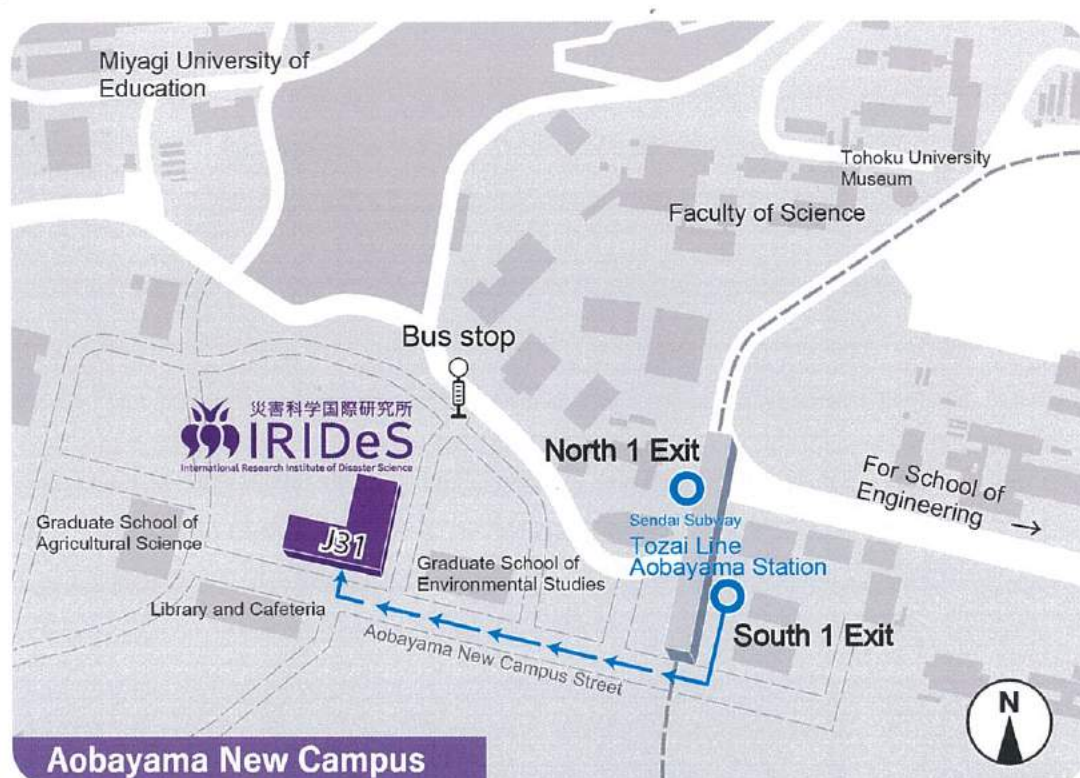 Miyagi University of
Education
Tohoku University
Museum
Faculty of Science
Bus stop
災害科学国際研究所
IRIDeS
International Research Institute of Disaster Science
North 1 Exit
For School of
Engineering →
Sendai Subway
Tozai Line
Aobayama Station
Graduate School of
Agricultural Science
J31
Graduate School of
Environmental Studies
Library and Cafeteria
South 1 Exit
Aobayama New Campus Street
N
Aobayama New Campus